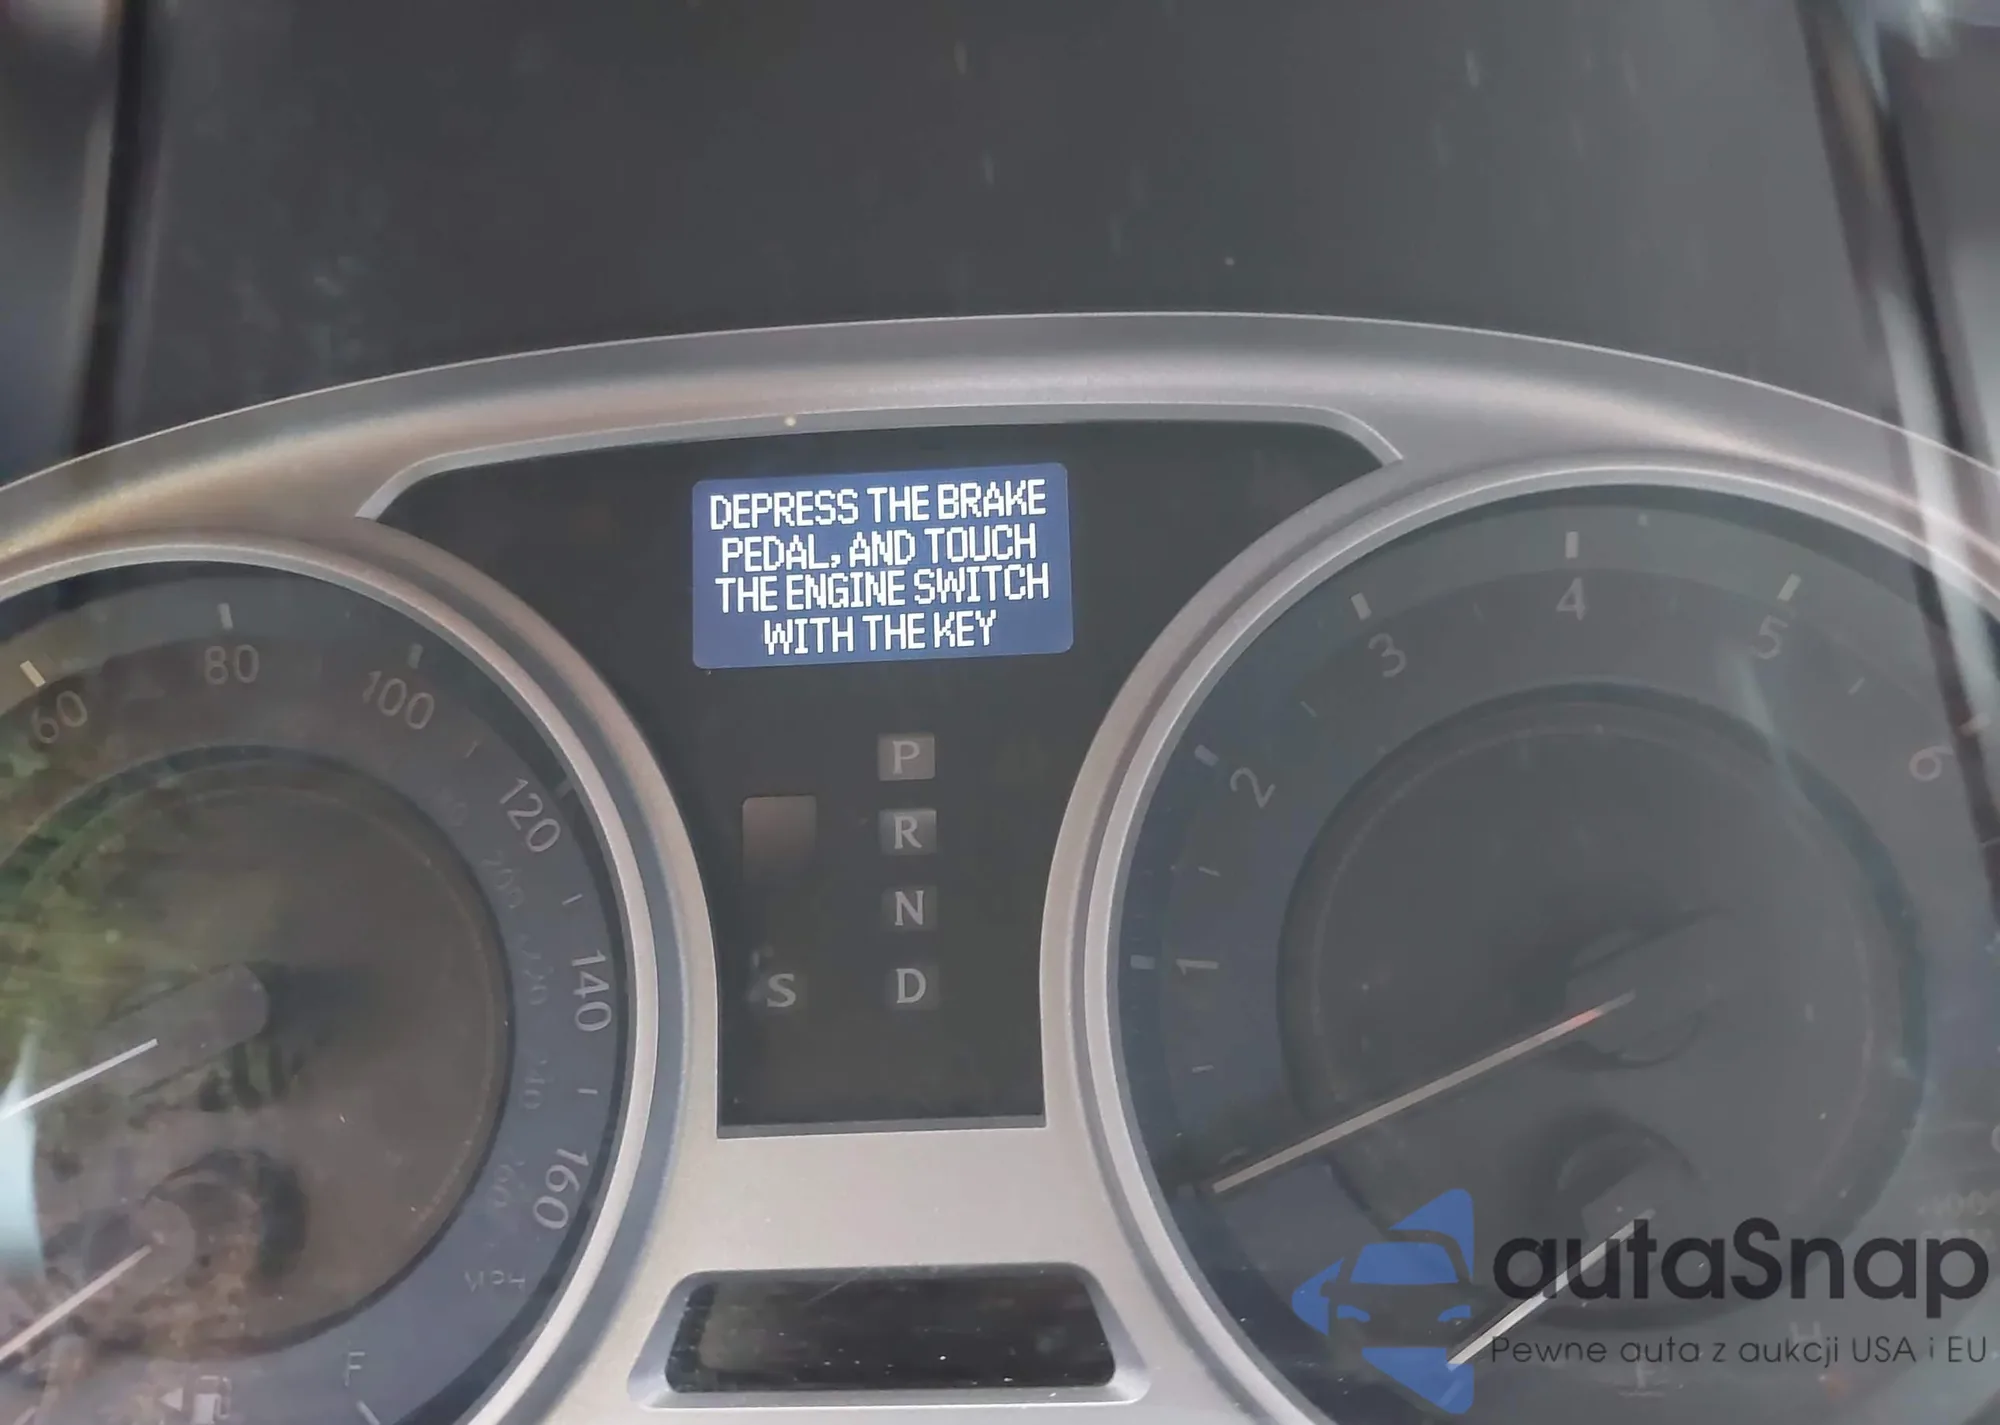 DEPRESS THE BRAKE
PEDAL, AND TOUCH
THE ENGINE SWITCH
WITH THE KEY
60
80
100
120
140
160
MPH
F
P
R
N
D
S
1
2
3
4
5
6
H
autaSnap
Pewne auta z aukcji USA i EU